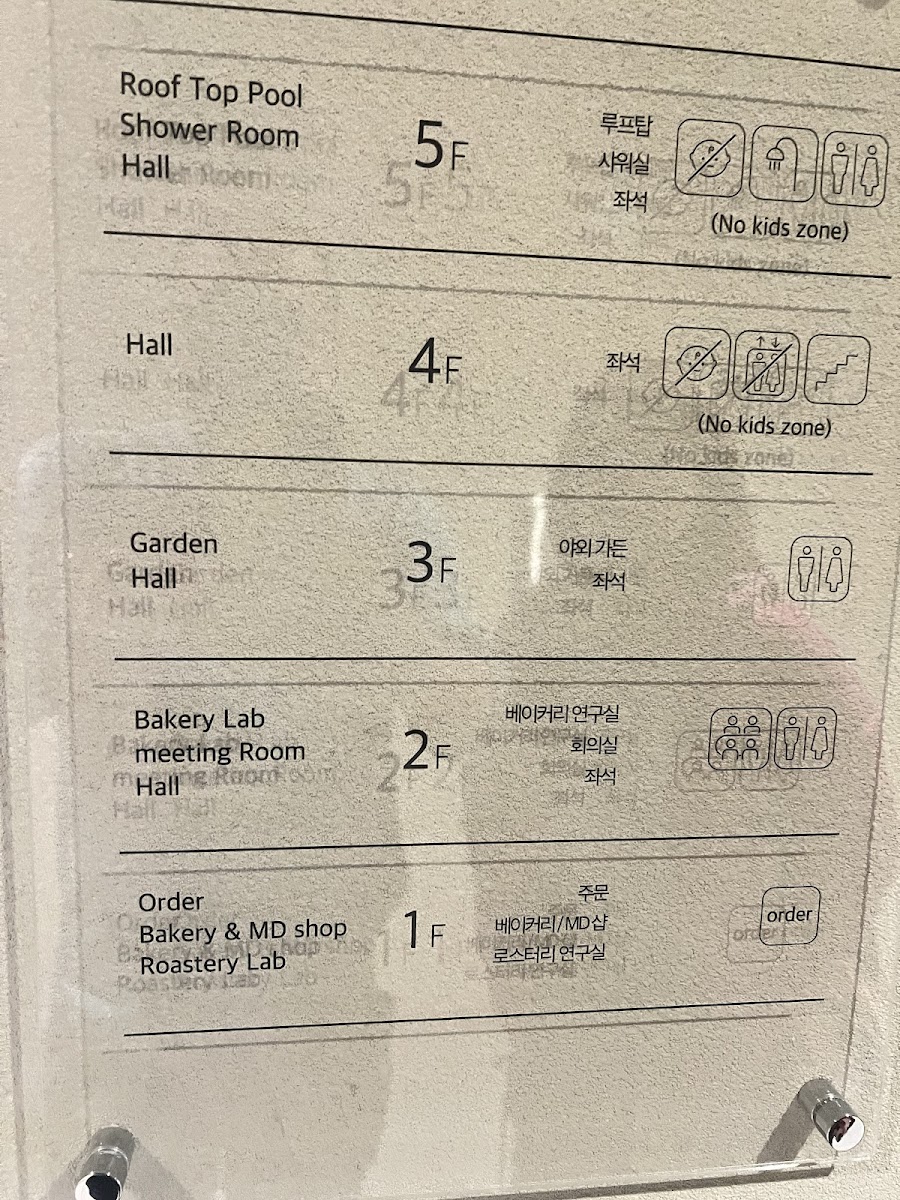 Roof Top Pool
Shower Room
Hall
5F
루프탑
샤워실
좌석
(No kids zone)
Hall
4F
좌석
(No kids zone)
Garden
Hall
3F
야외 가든
좌석
Bakery Lab
meeting Room
Hall
2F
베이커리 연구실
회의실
좌석
Order
Bakery & MD shop
Roastery Lab
1F
주문
베이커리 / MD 샵
로스터리 연구실
order